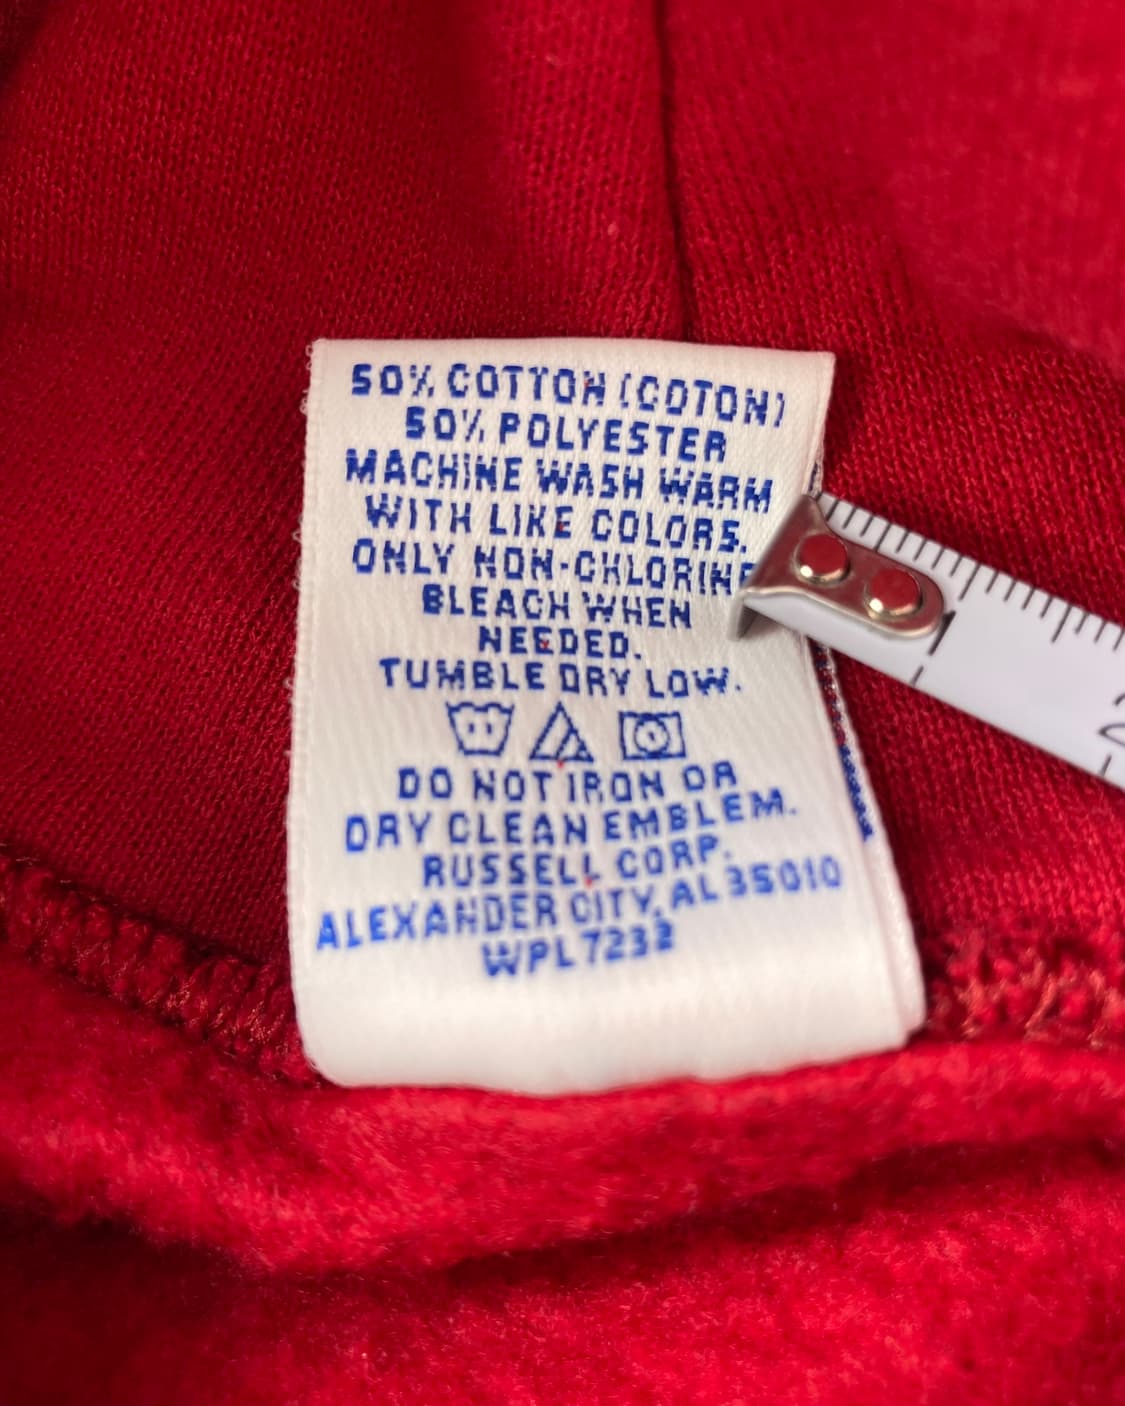 50% COTTON (COTON)
50% POLYESTER
MACHINE WASH WARM
WITH LIKE COLORS.
ONLY NON-CHLORINE
BLEACH WHEN
NEEDED.
TUMBLE DRY LOW.
DO NOT IRON OR
DRY CLEAN EMBLEM.
RUSSELL CORP.
ALEXANDER CITY, AL 35010
WPL 7232
2